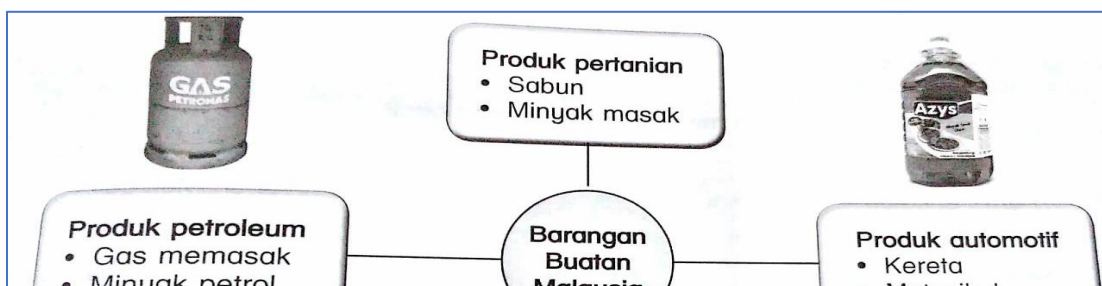 GAS
PETRONAS
Produk pertanian
• Sabun
• Minyak masak
Azys
Produk petroleum
• Gas memasak
• Minyak petrol
Barangan
Buatan
Malaysia
Produk automotif
• Kereta